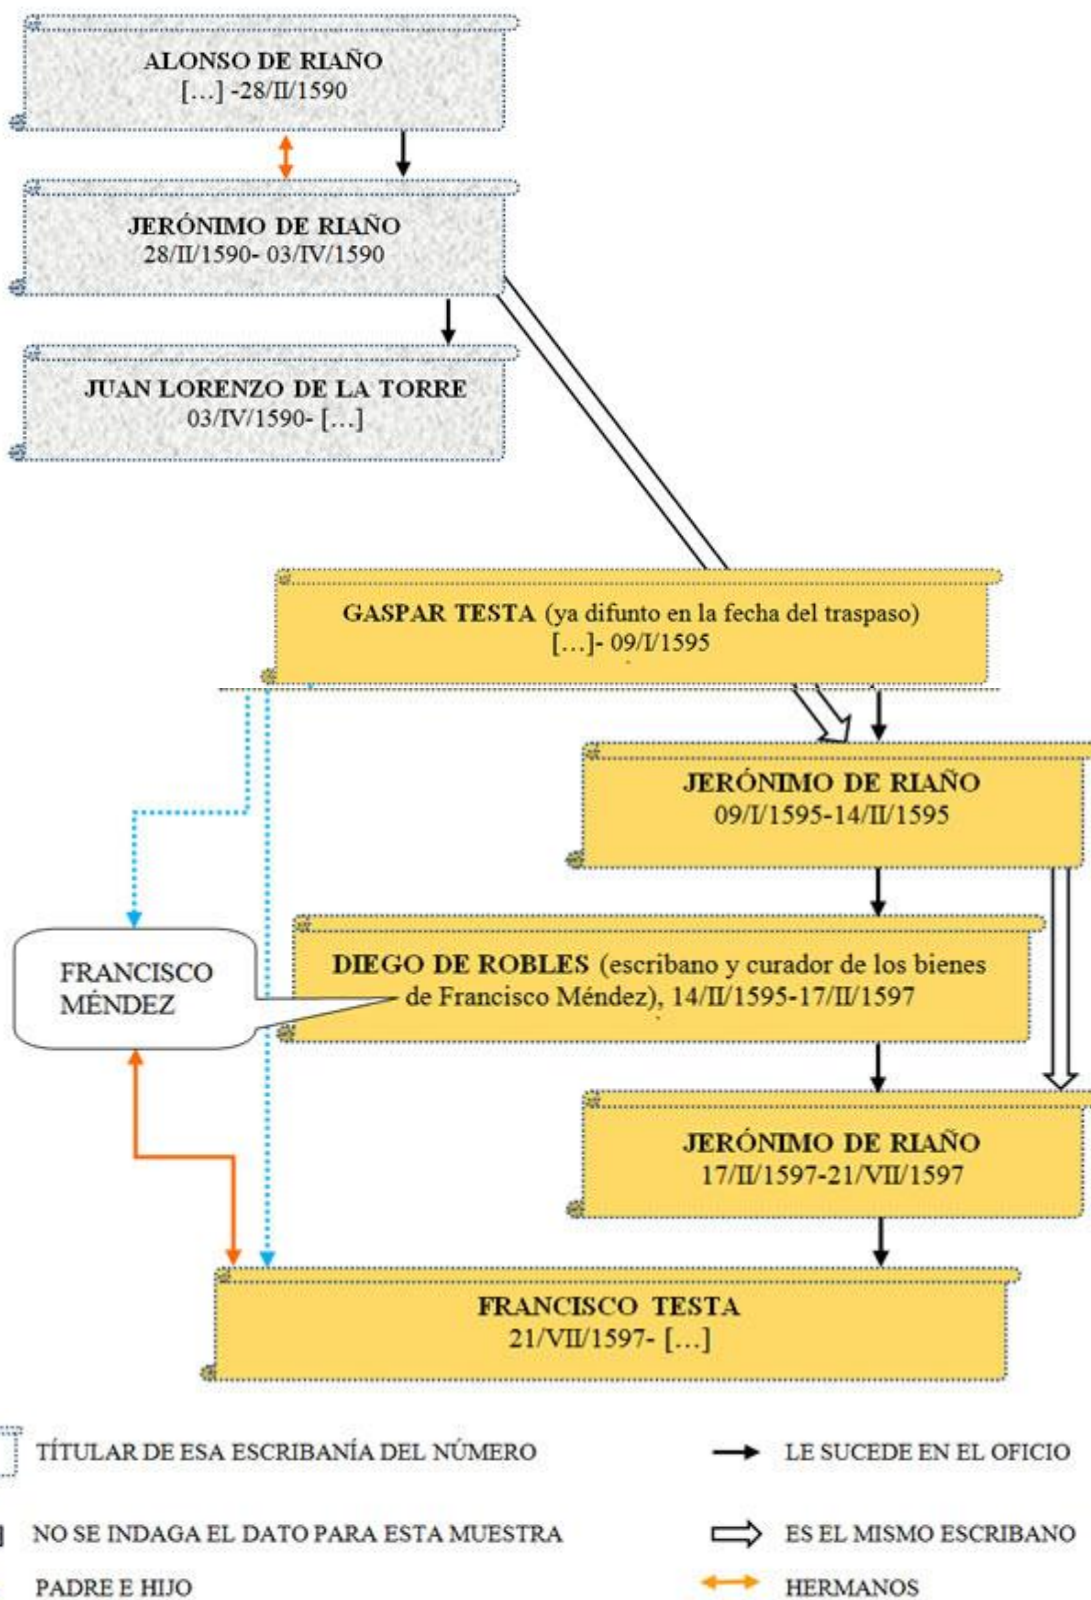 ALONSO DE RIAÑO
[…] -28/II/1590
JERÓNIMO DE RIAÑO
28/II/1590- 03/IV/1590
JUAN LORENZO DE LA TORRE
03/IV/1590- […]
GASPAR TESTA (ya difunto en la fecha del traspaso)
[…]- 09/I/1595
JERÓNIMO DE RIAÑO
09/I/1595-14/II/1595
DIEGO DE ROBLES (escribano y curador de los bienes
de Francisco Méndez), 14/II/1595-17/II/1597
FRANCISCO
MÉNDEZ
JERÓNIMO DE RIAÑO
17/II/1597-21/VII/1597
FRANCISCO TESTA
21/VII/1597- […]
TÍTULAR DE ESA ESCRIBANÍA DEL NÚMERO
LE SUCEDE EN EL OFICIO
NO SE INDAGA EL DATO PARA ESTA MUESTRA
ES EL MISMO ESCRIBANO
PADRE E HIJO
HERMANOS